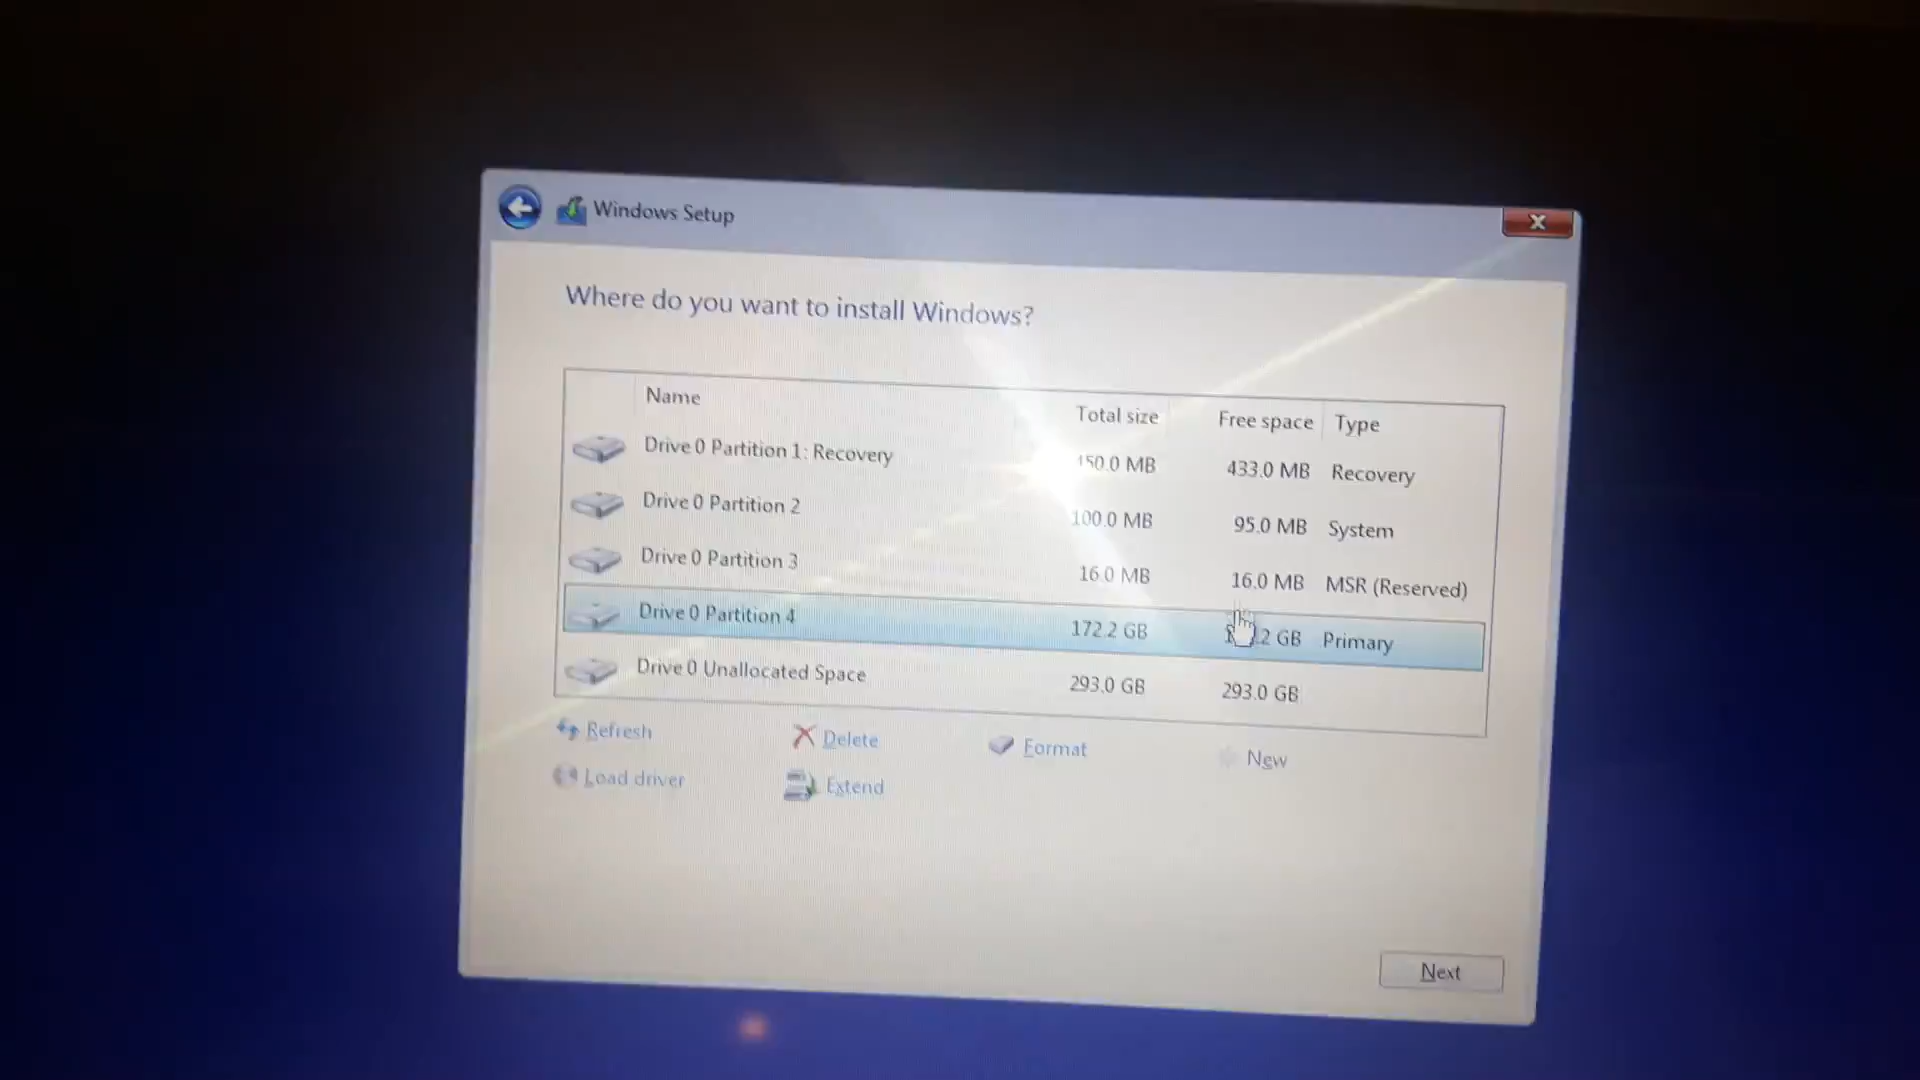 Windows Setup
X
Where do you want to install Windows?
Name Total size Free space Type
Drive 0 Partition 1: Recovery 450.0 MB 433.0 MB Recovery
Drive 0 Partition 2 100.0 MB 95.0 MB System
Drive 0 Partition 3 16.0 MB 16.0 MB MSR (Reserved)
Drive 0 Partition 4 172.2 GB GB Primary
Drive 0 Unallocated Space 293.0 GB 293.0 GB
Refresh Delete Format New
Load driver Extend
Next